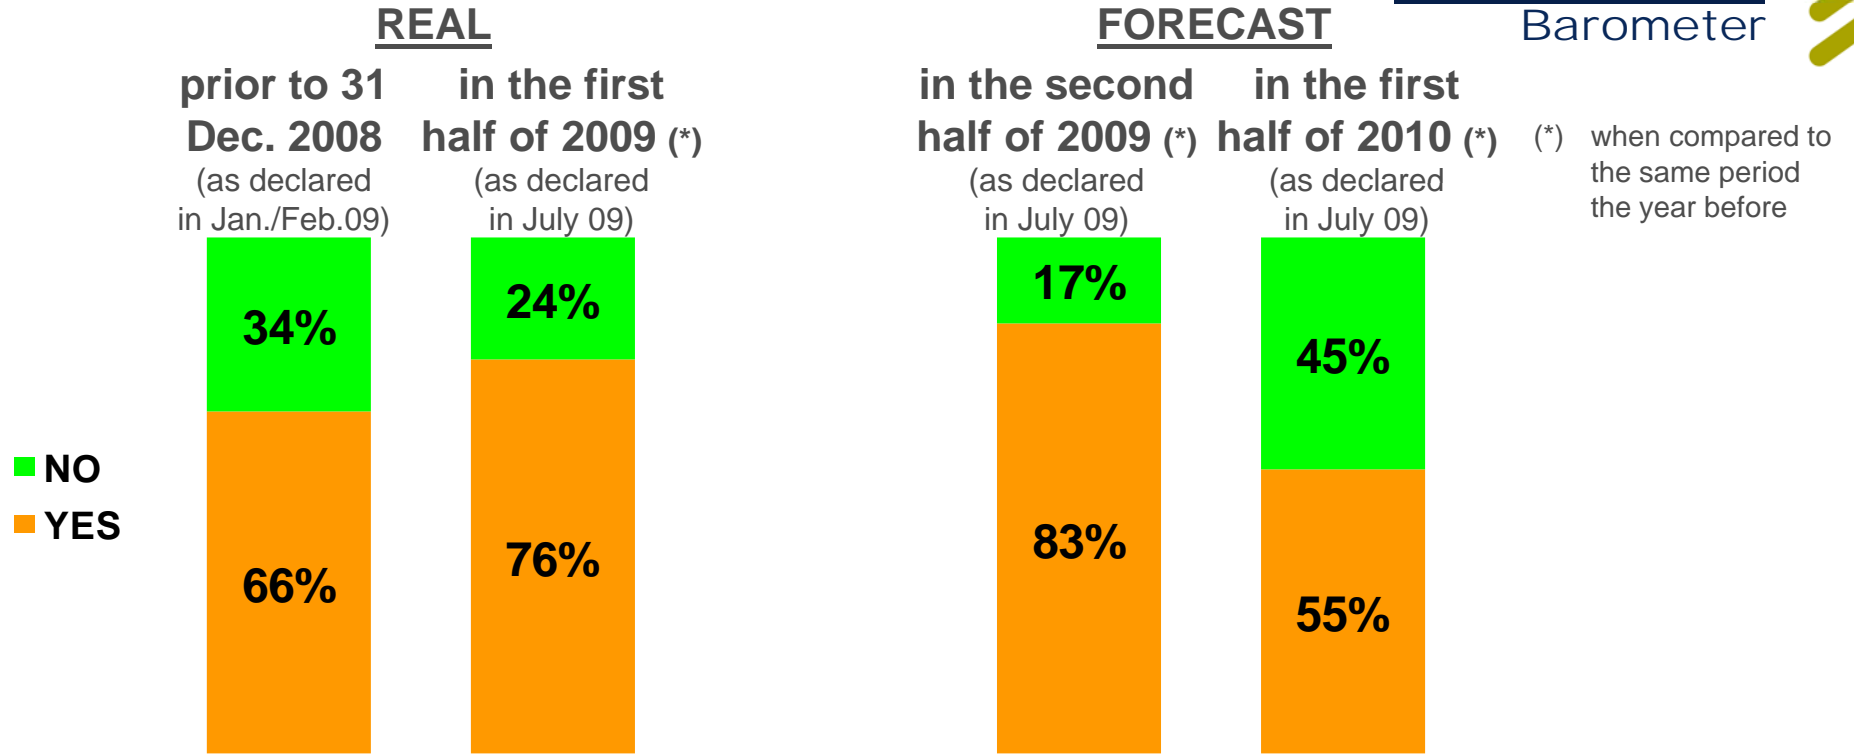 REAL
FORECAST
Barometer
prior to 31
Dec. 2008
(as declared
in Jan./Feb.09)
in the first
half of 2009 (*)
(as declared
in July 09)
in the second
half of 2009 (*)
(as declared
in July 09)
in the first
half of 2010 (*)
(as declared
in July 09)
(*) when compared to
the same period
the year before
34%
24%
17%
45%
NO
YES
66%
76%
83%
55%